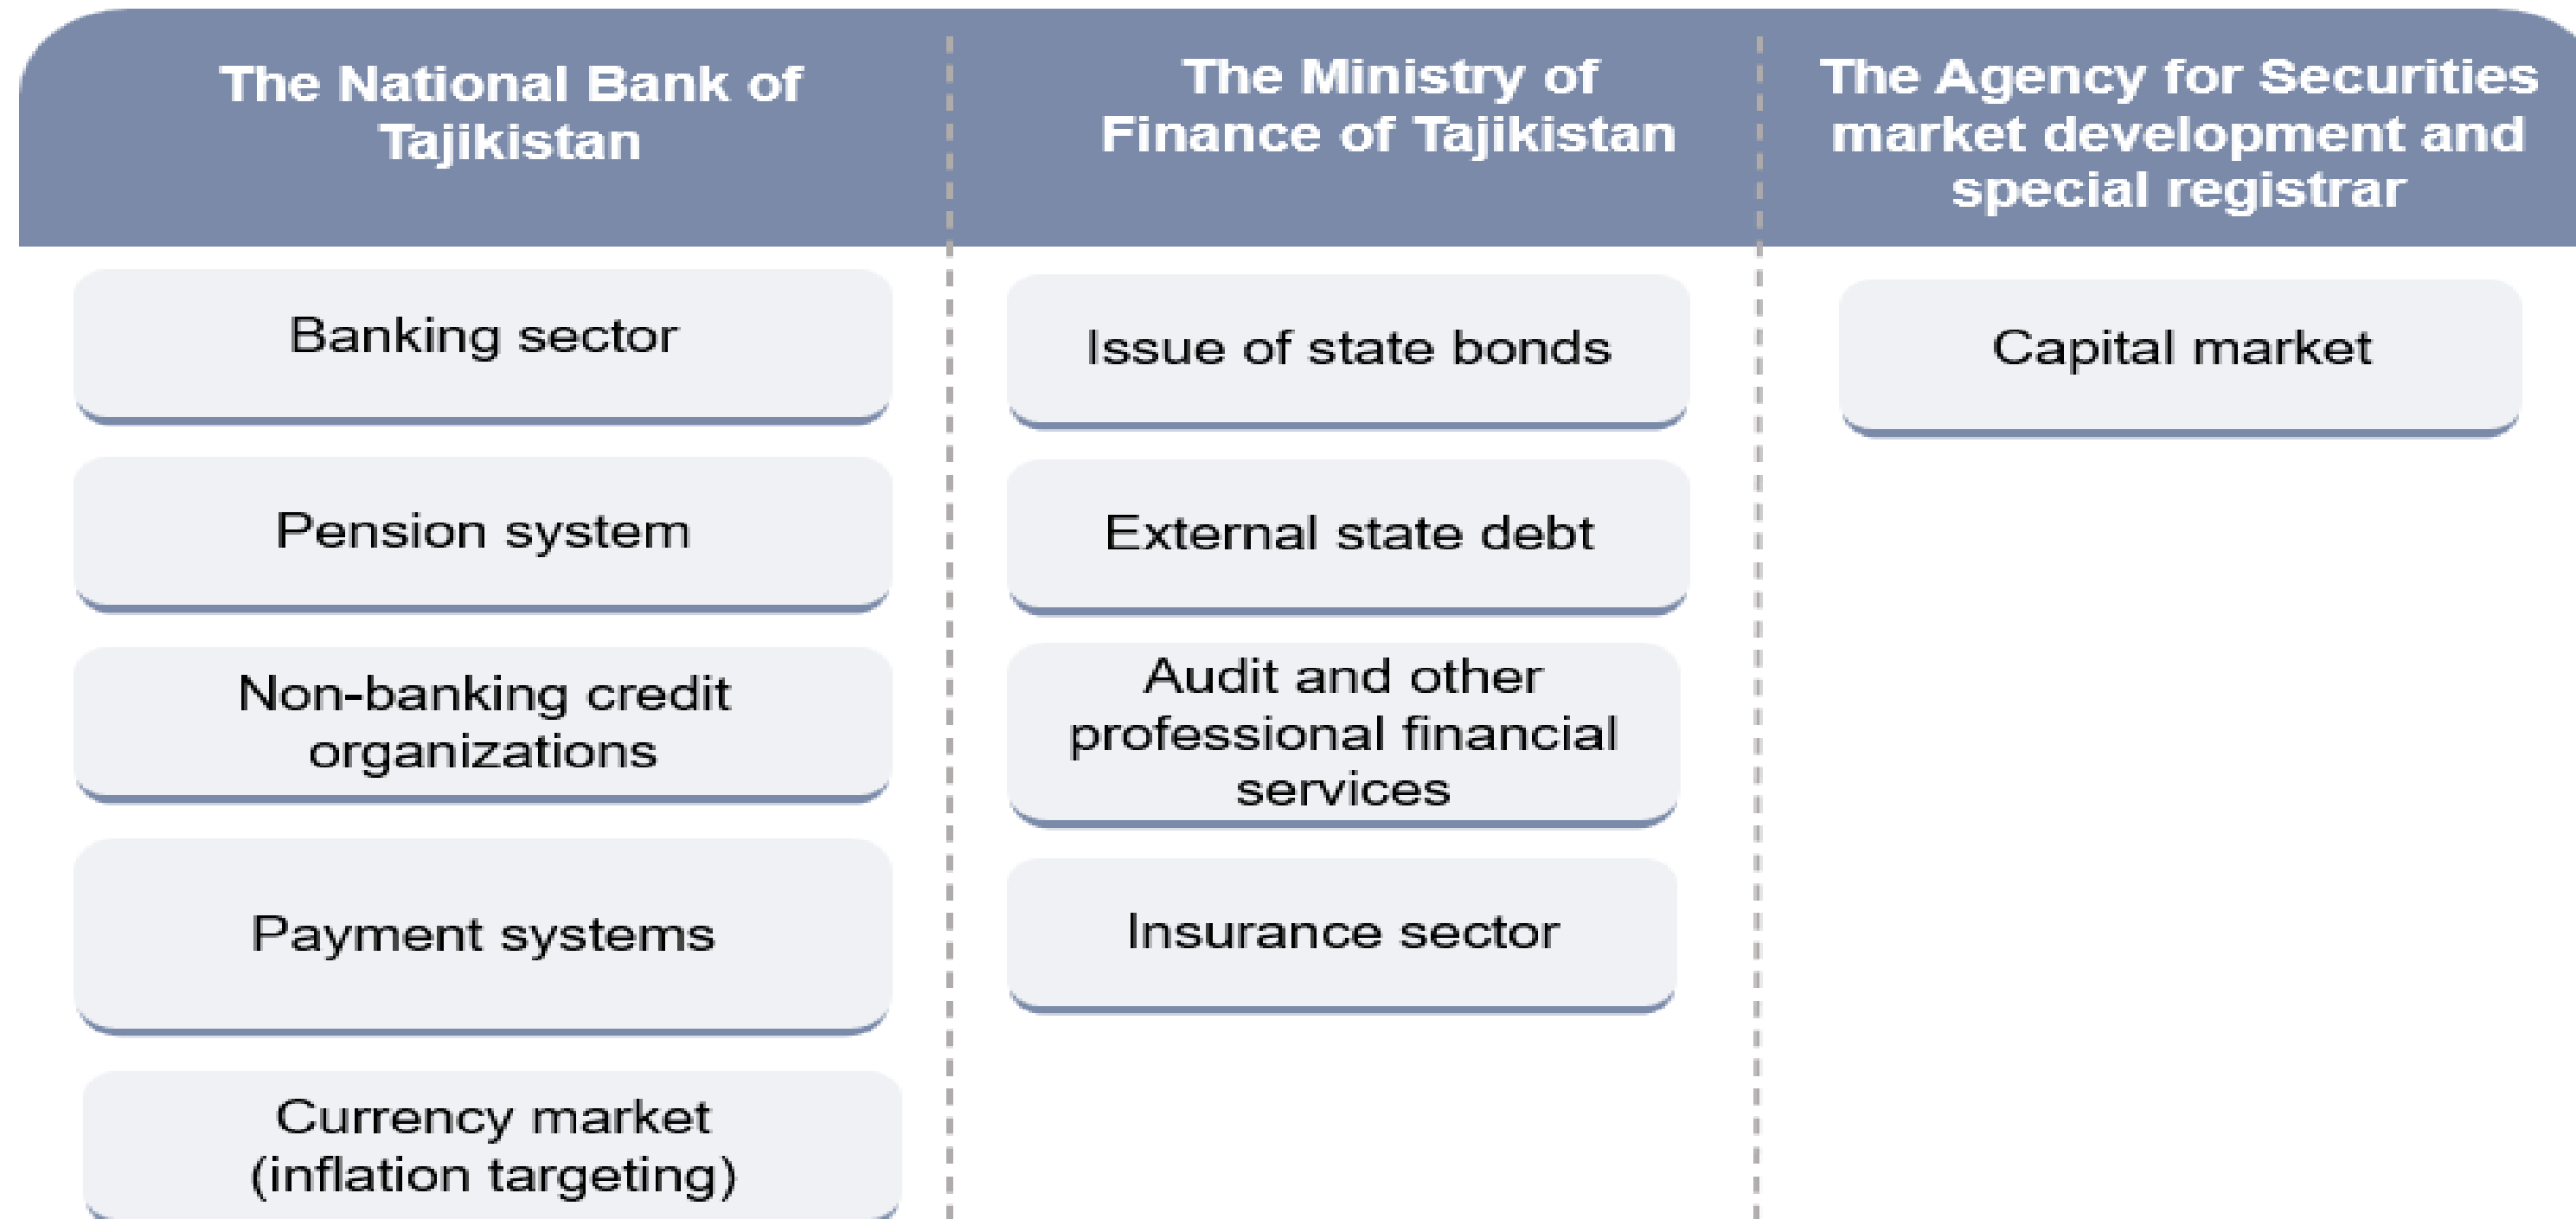 The National Bank of
Tajikistan
Banking sector
Pension system
Non-banking credit
organizations
Payment systems
Currency market
(inflation targeting)
The Ministry of
Finance of Tajikistan
Issue of state bonds
External state debt
Audit and other
professional financial
services
Insurance sector
The Agency for Securities
market development and
special registrar
Capital market